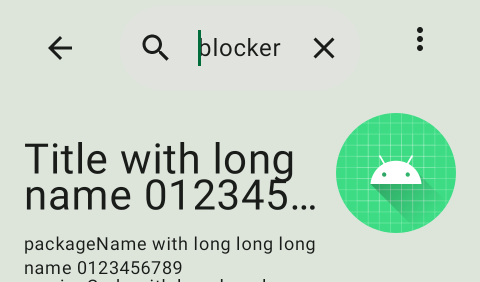 blocker
Title with long
name 012345…
packageName with long long long
name 0123456789